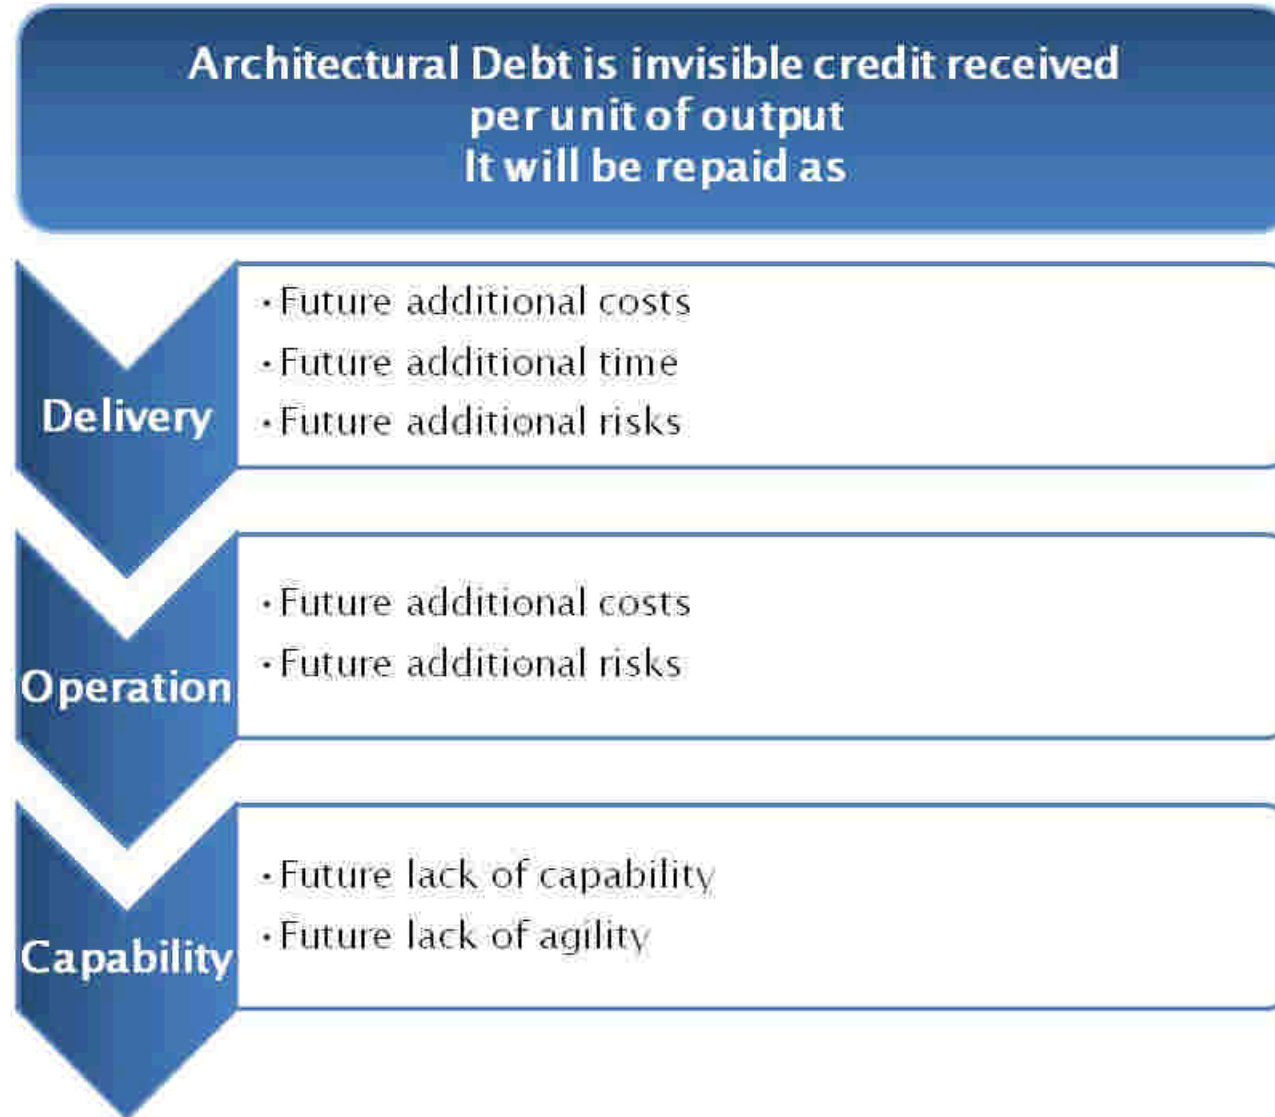 Architectural Debt is invisible credit received
per unit of output
It will be repaid as
Delivery
·Future additional costs
·Future additional time
·Future additional risks
Operation
·Future additional costs
·Future additional risks
Capability
·Future lack of capability
·Future lack of agility